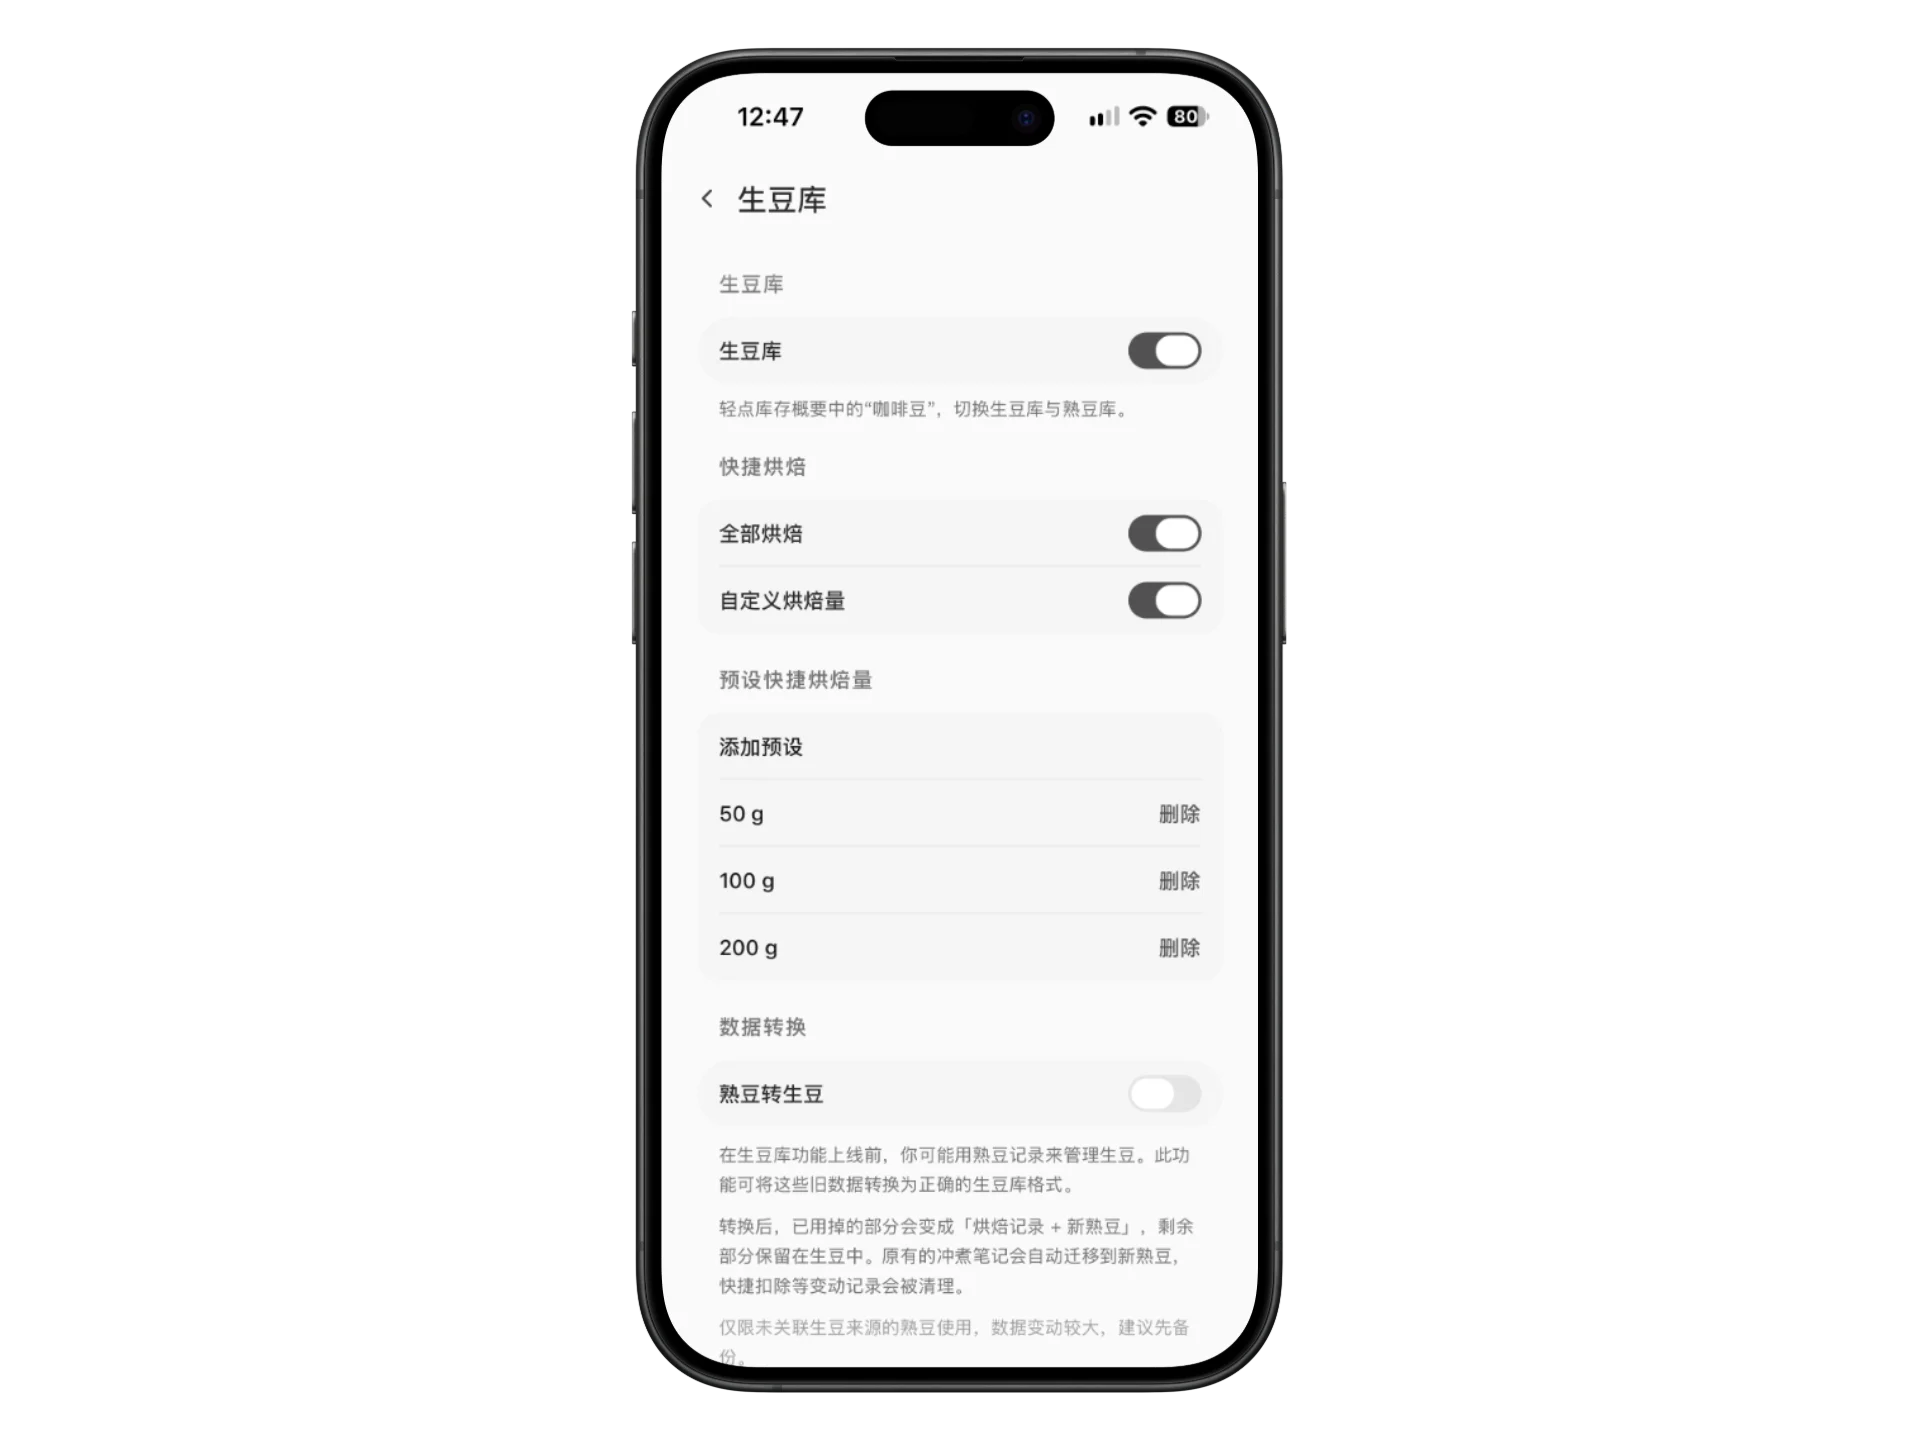 12:47
80
生豆库
生豆库
生豆库
轻点库存概要中的“咖啡豆”，切换生豆库与熟豆库。
快捷烘焙
全部烘焙
自定义烘焙量
预设快捷烘焙量
添加预设
50 g 删除
100 g 删除
200 g 删除
数据转换
熟豆转生豆
在生豆库功能上线前，你可能用熟豆记录来管理生豆。此功
能可将这些旧数据转换为正确的生豆库格式。
转换后，已用掉的部分会变成「烘焙记录 + 新熟豆」，剩余
部分保留在生豆中。原有的冲煮笔记会自动迁移到新熟豆，
快捷扣除等变动记录会被清理。
仅限未关联生豆来源的熟豆使用，数据变动较大，建议先备
份。